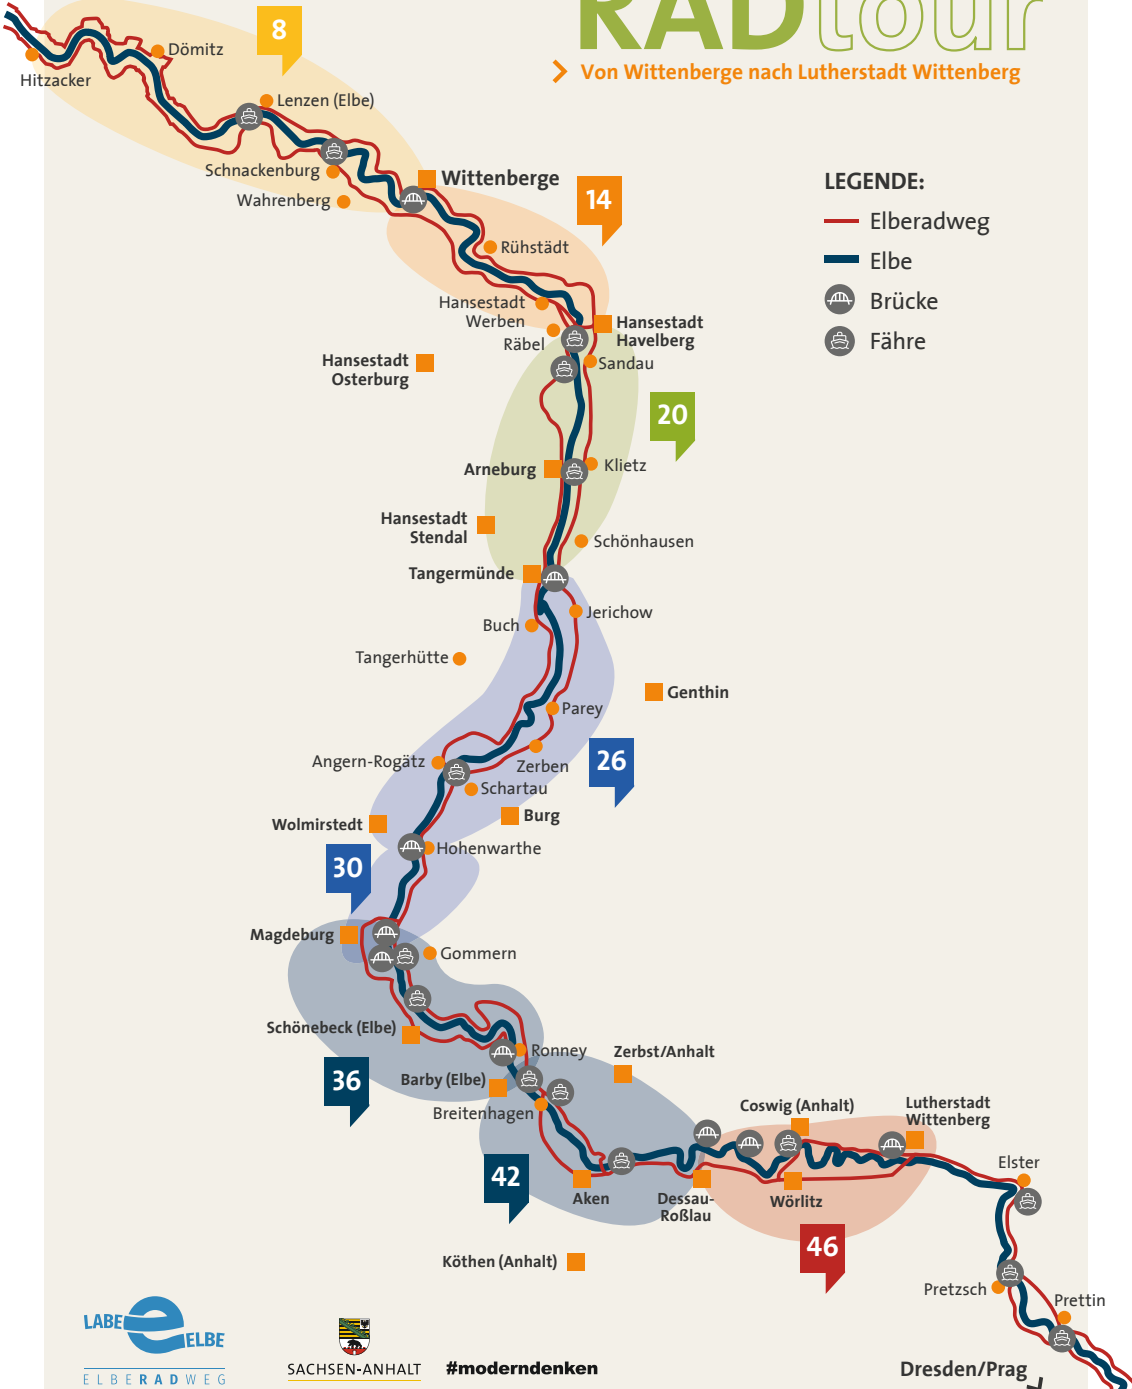 RADtour
Von Wittenberge nach Lutherstadt Wittenberg
8
Dömitz
Hitzacker
Lenzen (Elbe)
Schnackenburg
Wahrenberg
Wittenberge
14
LEGENDE:
Elberadweg
Elbe
Brücke
Fähre
Rühstädt
Hansestadt
Werben
Räbel
Hansestadt
Havelberg
Sandau
Hansestadt
Osterburg
20
Arneburg
Klietz
Hansestadt
Stendal
Schönhausen
Tangermünde
Jerichow
Buch
Tangerhütte
Genthin
Parey
Angern-Rogätz
Zerben
26
Schartau
Burg
Wolmirstedt
Hohenwarthe
30
Magdeburg
Gommern
Schönebeck (Elbe)
Ronney
Zerbst/Anhalt
36
Barby (Elbe)
Breitenhagen
Coswig (Anhalt)
Lutherstadt
Wittenberg
42
Aken
Dessau-
Roßlau
Wörlitz
Elster
46
Köthen (Anhalt)
Pretzsch
Prettin
LABE
ELBE
ELBERADWEG
SACHSEN-ANHALT
#moderndenken
Dresden/Prag